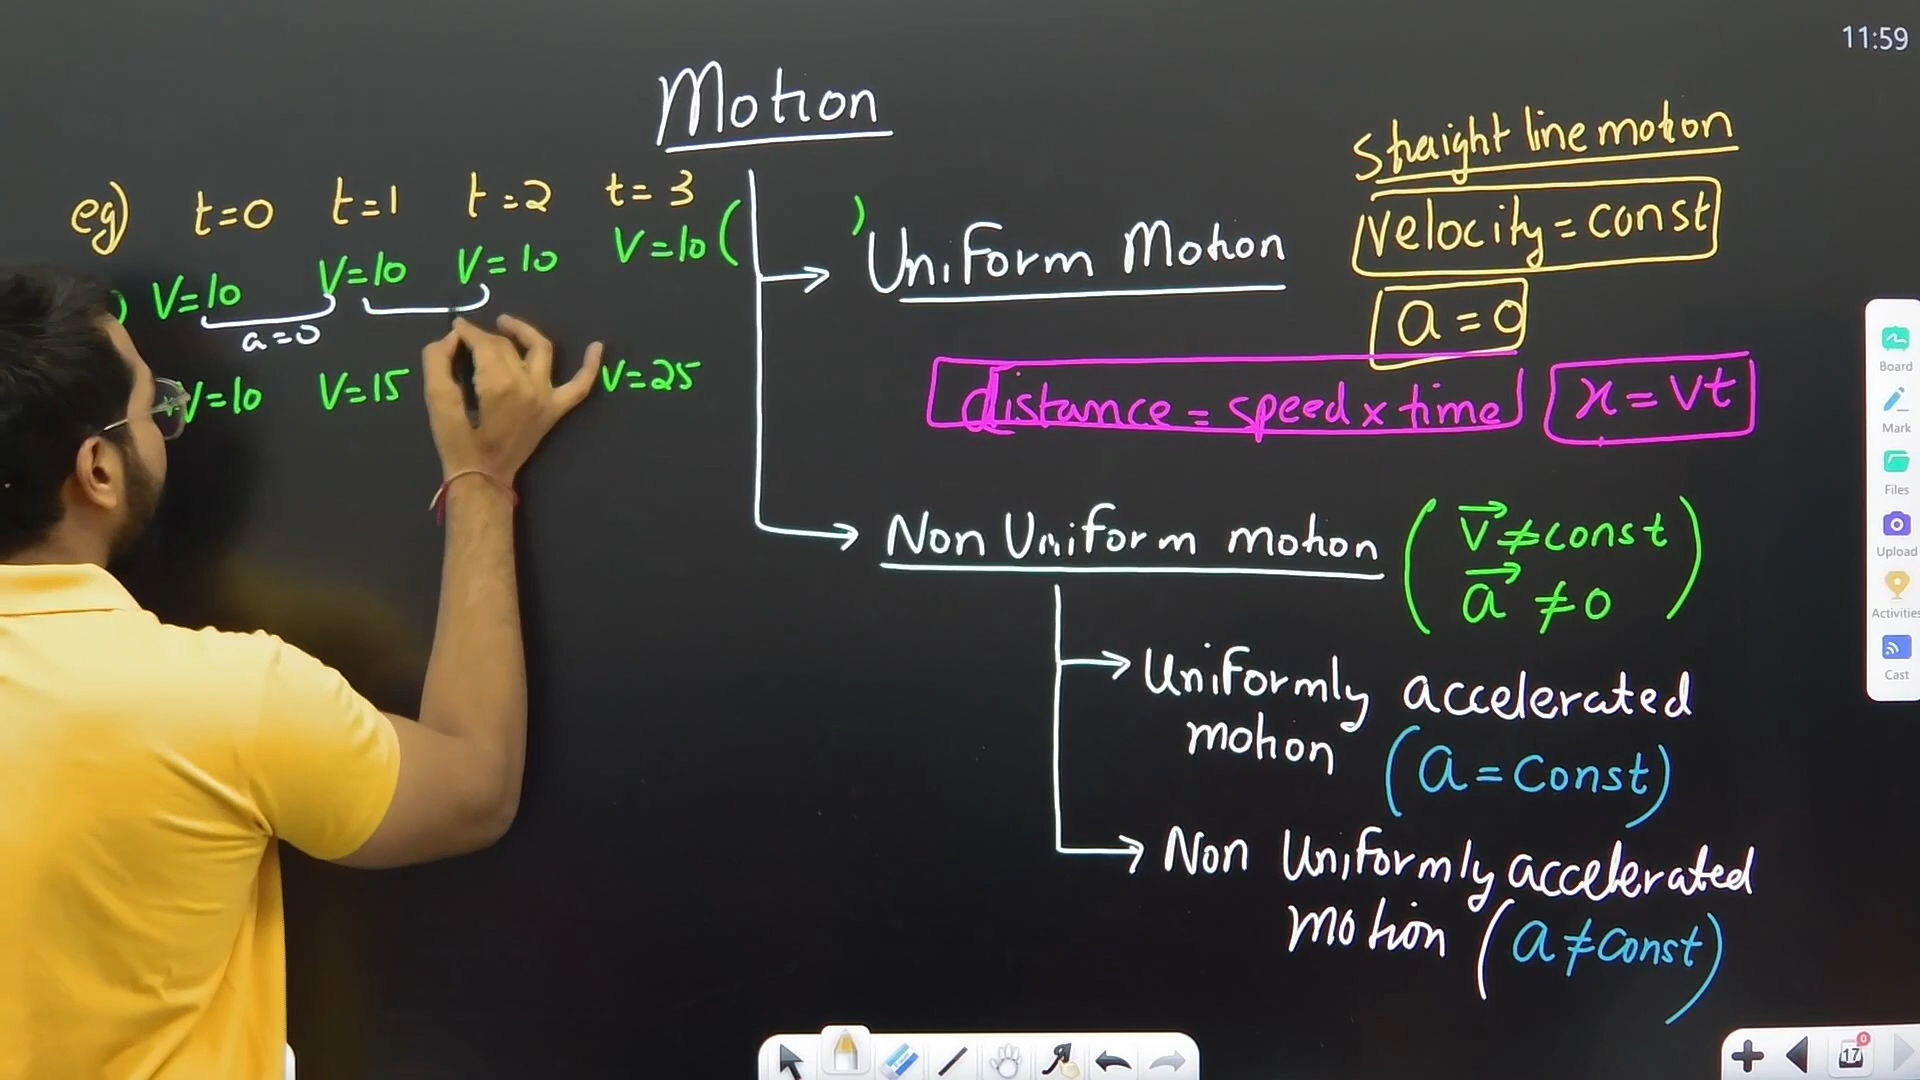 11:59
Motion
eg) t=0 t=1 t=2 t=3
V=10 V=10 V=10 V=10 ( )
a=0
V=10 V=15 V=25
Uniform Motion
Straight line motion
Velocity = const
a = 0
distance = speed x time
x = vt
Non Uniform motion
( v⃗ ≠ const
a⃗ ≠ 0 )
Uniformly accelerated
motion (a = const)
Non Uniformly accelerated
motion (a ≠ const)
Board
Mark
Files
Upload
Activities
Cast
17
0